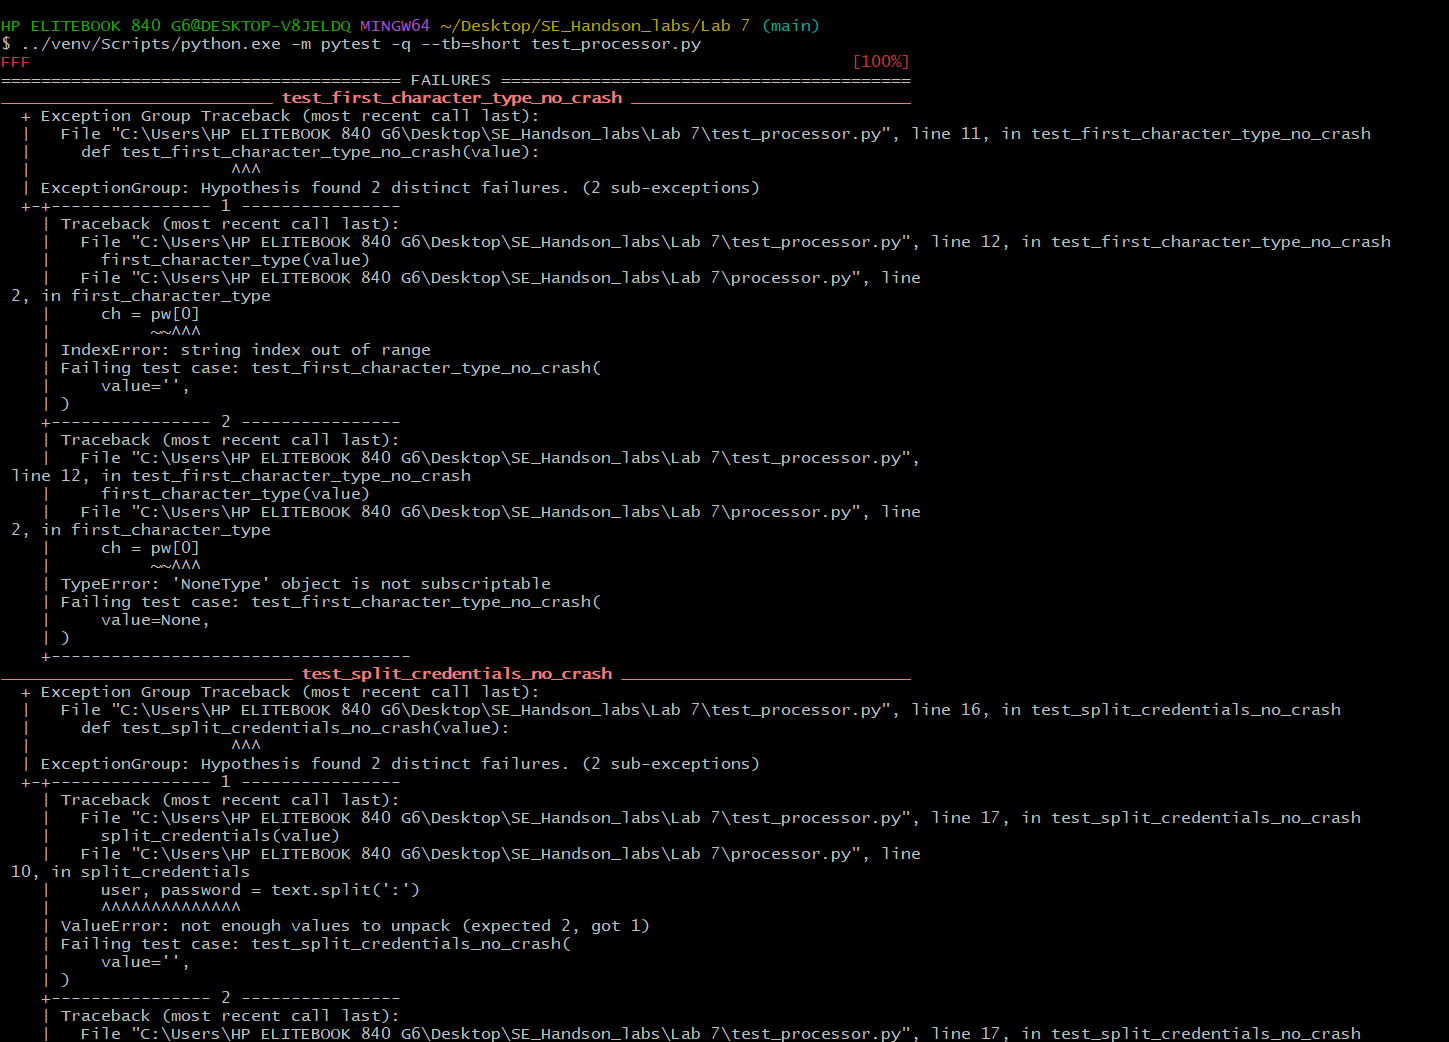 HP ELITEBOOK 840 G6@DESKTOP-V8JELDQ MINGW64 ~/Desktop/SE_Handson_labs/Lab 7 (main)
$ ../venv/Scripts/python.exe -m pytest -q --tb=short test_processor.py
FFF                                                                                  [100%]
======================================== FAILURES =========================================
___________________________ test_first_character_type_no_crash ____________________________
  + Exception Group Traceback (most recent call last):
  |   File "C:\Users\HP ELITEBOOK 840 G6\Desktop\SE_Handson_labs\Lab 7\test_processor.py", line 11, in test_first_character_type_no_crash
  |     def test_first_character_type_no_crash(value):
  |                    ^^^
  | ExceptionGroup: Hypothesis found 2 distinct failures. (2 sub-exceptions)
  +-+---------------- 1 ----------------
    | Traceback (most recent call last):
    |   File "C:\Users\HP ELITEBOOK 840 G6\Desktop\SE_Handson_labs\Lab 7\test_processor.py", line 12, in test_first_character_type_no_crash
    |     first_character_type(value)
    |   File "C:\Users\HP ELITEBOOK 840 G6\Desktop\SE_Handson_labs\Lab 7\processor.py", line
 2, in first_character_type
    |     ch = pw[0]
    |          ~~^^^
    | IndexError: string index out of range
    | Failing test case: test_first_character_type_no_crash(
    |     value='',
    | )
    +---------------- 2 ----------------
    | Traceback (most recent call last):
    |   File "C:\Users\HP ELITEBOOK 840 G6\Desktop\SE_Handson_labs\Lab 7\test_processor.py",
 line 12, in test_first_character_type_no_crash
    |     first_character_type(value)
    |   File "C:\Users\HP ELITEBOOK 840 G6\Desktop\SE_Handson_labs\Lab 7\processor.py", line
 2, in first_character_type
    |     ch = pw[0]
    |          ~~^^^
    | TypeError: 'NoneType' object is not subscriptable
    | Failing test case: test_first_character_type_no_crash(
    |     value=None,
    | )
    +------------------------------------
_____________________________ test_split_credentials_no_crash _____________________________
  + Exception Group Traceback (most recent call last):
  |   File "C:\Users\HP ELITEBOOK 840 G6\Desktop\SE_Handson_labs\Lab 7\test_processor.py", line 16, in test_split_credentials_no_crash
  |     def test_split_credentials_no_crash(value):
  |                    ^^^
  | ExceptionGroup: Hypothesis found 2 distinct failures. (2 sub-exceptions)
  +-+---------------- 1 ----------------
    | Traceback (most recent call last):
    |   File "C:\Users\HP ELITEBOOK 840 G6\Desktop\SE_Handson_labs\Lab 7\test_processor.py", line 17, in test_split_credentials_no_crash
    |     split_credentials(value)
    |   File "C:\Users\HP ELITEBOOK 840 G6\Desktop\SE_Handson_labs\Lab 7\processor.py", line
 10, in split_credentials
    |     user, password = text.split(':')
    |     ^^^^^^^^^^^^^^
    | ValueError: not enough values to unpack (expected 2, got 1)
    | Failing test case: test_split_credentials_no_crash(
    |     value='',
    | )
    +---------------- 2 ----------------
    | Traceback (most recent call last):
    |   File "C:\Users\HP ELITEBOOK 840 G6\Desktop\SE_Handson_labs\Lab 7\test_processor.py", line 17, in test_split_credentials_no_crash